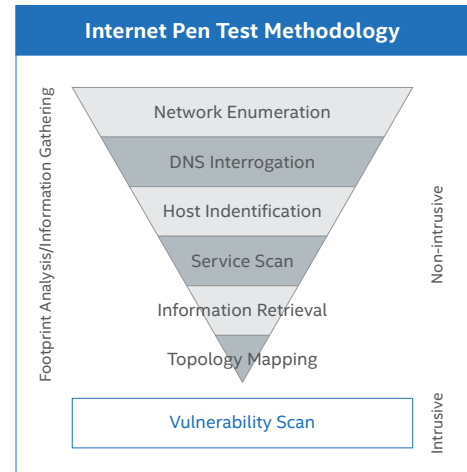 Internet Pen Test Methodology
Footprint Analysis/Information Gathering
Network Enumeration
DNS Interrogation
Host Indentification
Service Scan
Information Retrieval
Topology Mapping
Non-intrusive
Vulnerability Scan
Intrusive